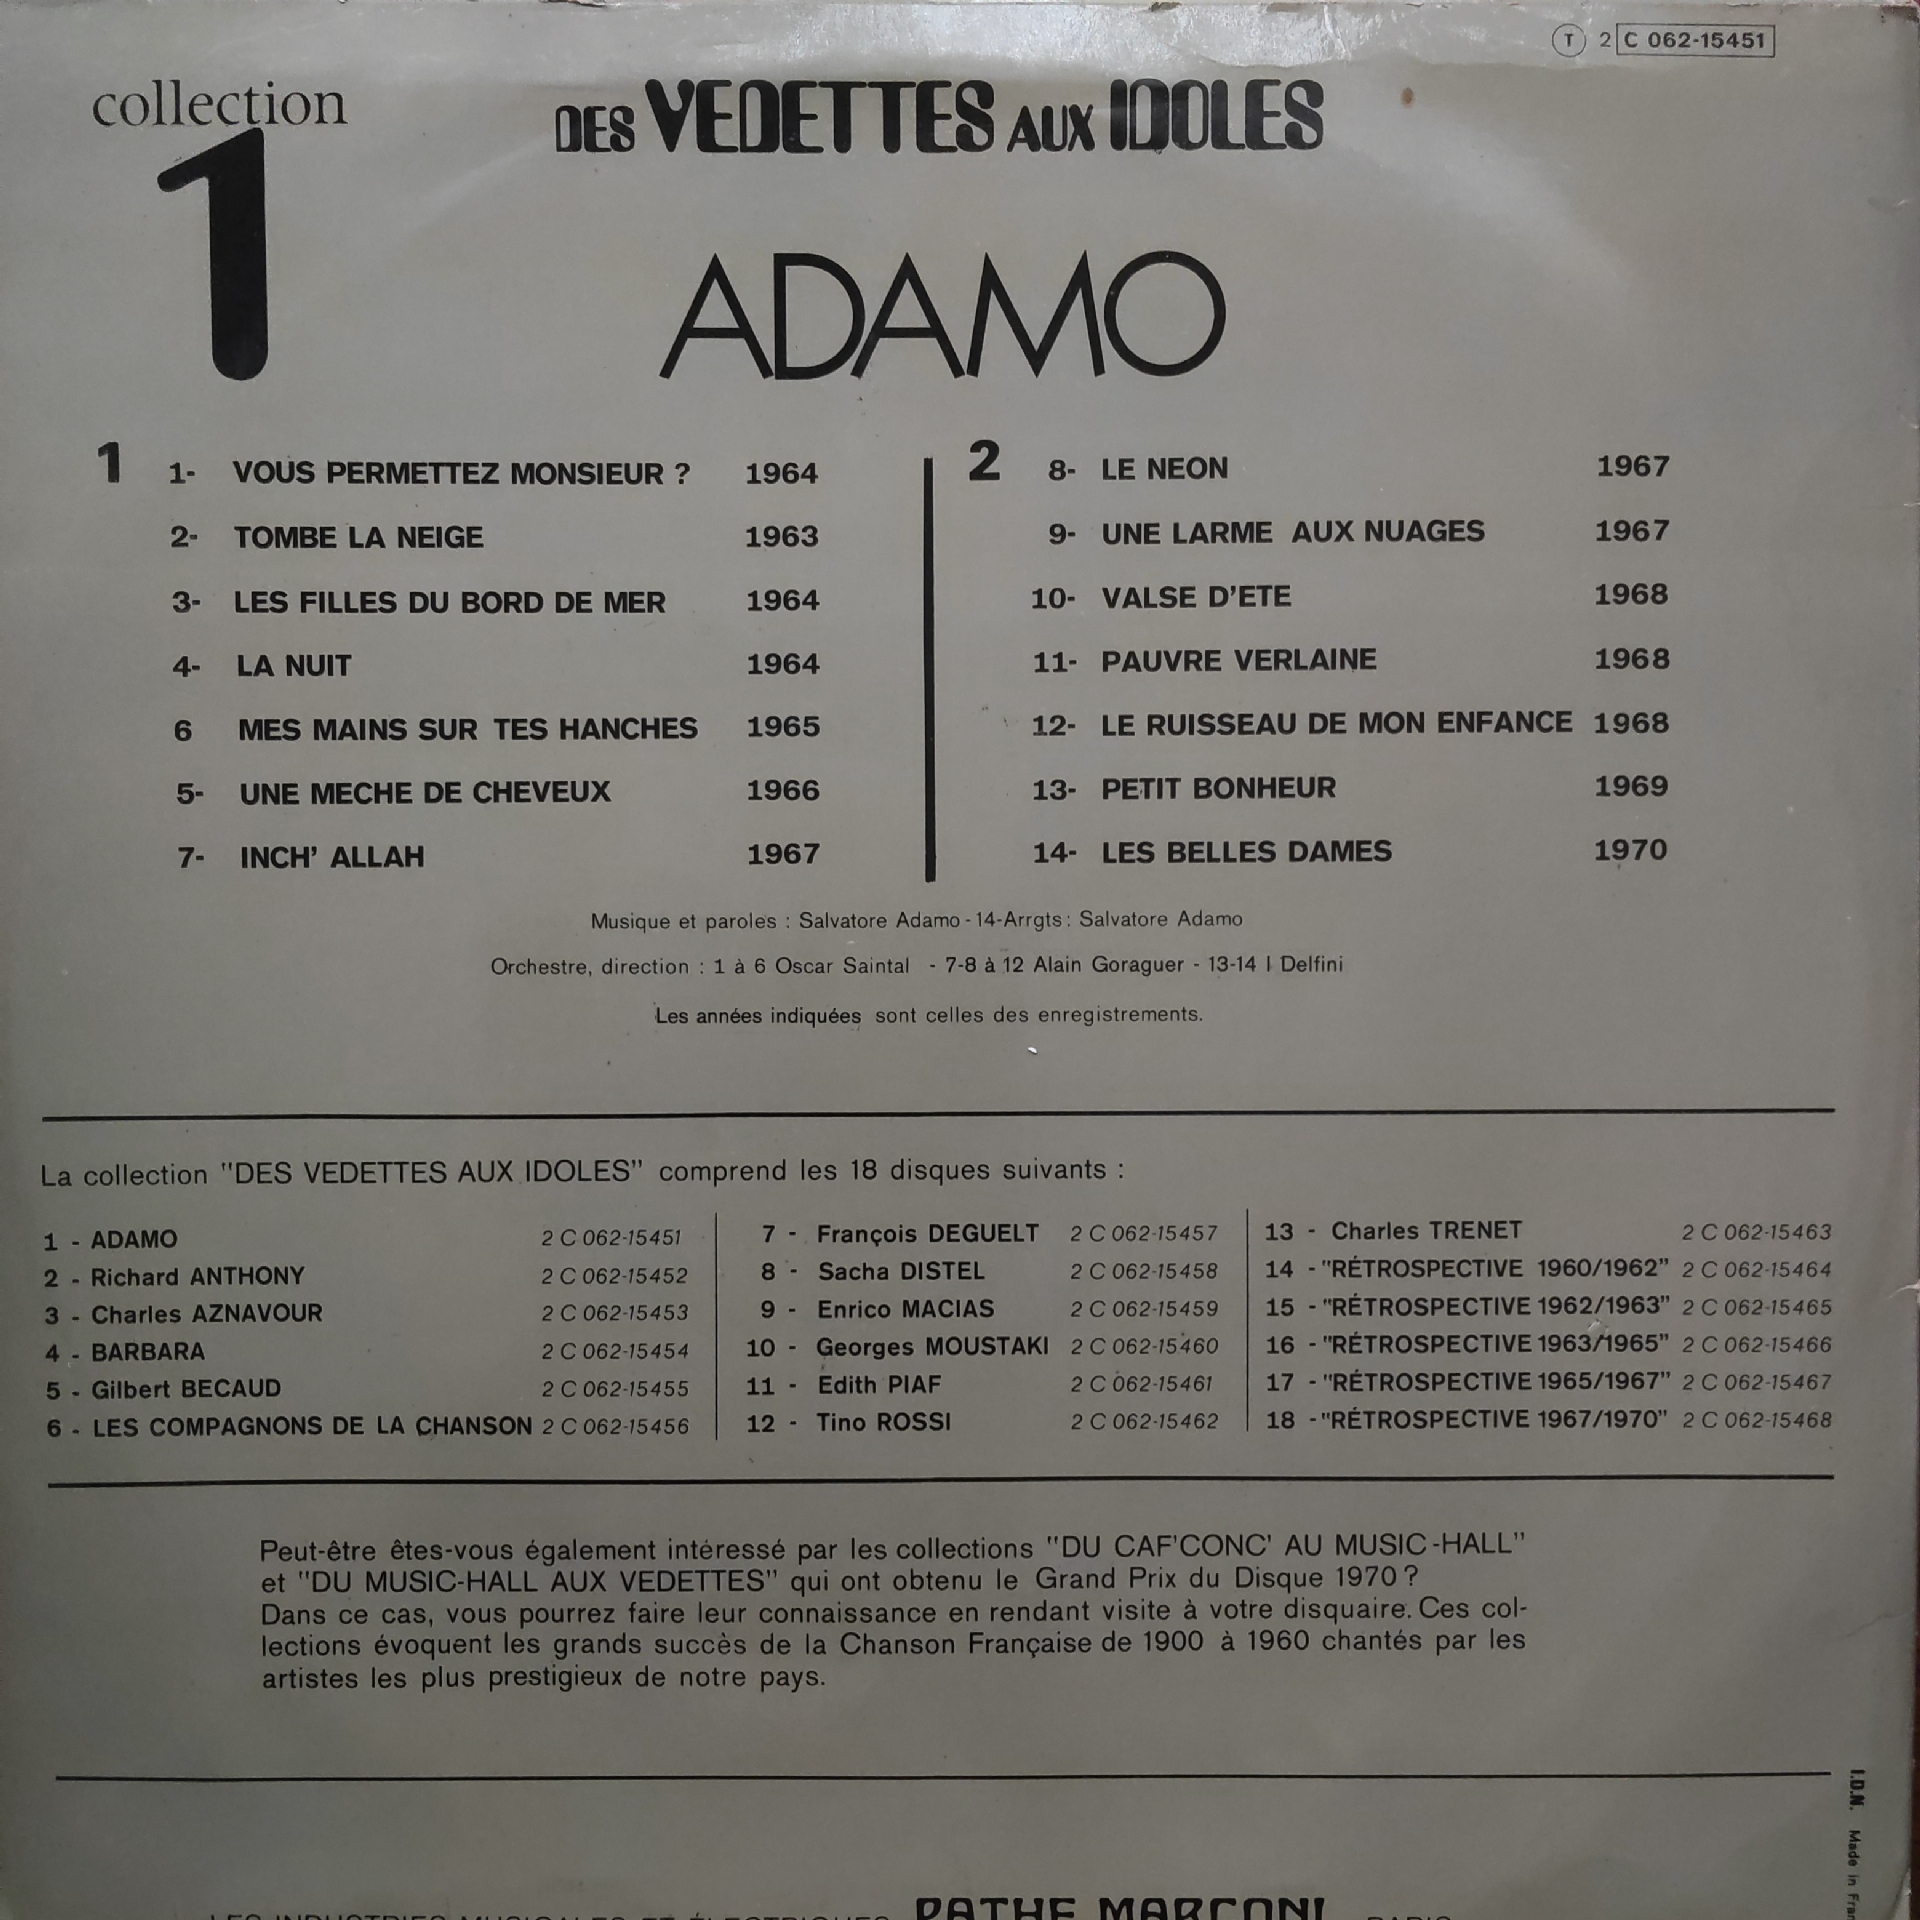 T 2 C 062-15451
collection
1
DES VEDETTES AUX IDOLES
ADAMO
1
1- VOUS PERMETTEZ MONSIEUR ? 1964
2- TOMBE LA NEIGE 1963
3- LES FILLES DU BORD DE MER 1964
4- LA NUIT 1964
6 MES MAINS SUR TES HANCHES 1965
5- UNE MECHE DE CHEVEUX 1966
7- INCH' ALLAH 1967
2
8- LE NEON 1967
9- UNE LARME AUX NUAGES 1967
10- VALSE D'ETE 1968
11- PAUVRE VERLAINE 1968
12- LE RUISSEAU DE MON ENFANCE 1968
13- PETIT BONHEUR 1969
14- LES BELLES DAMES 1970
Musique et paroles : Salvatore Adamo - 14-Arrgts : Salvatore Adamo
Orchestre, direction : 1 à 6 Oscar Saintal - 7-8 à 12 Alain Goraguer - 13-14 I Delfini
Les années indiquées sont celles des enregistrements.
La collection "DES VEDETTES AUX IDOLES" comprend les 18 disques suivants :
1 - ADAMO 2 C 062-15451
2 - Richard ANTHONY 2 C 062-15452
3 - Charles AZNAVOUR 2 C 062-15453
4 - BARBARA 2 C 062-15454
5 - Gilbert BECAUD 2 C 062-15455
6 - LES COMPAGNONS DE LA CHANSON 2 C 062-15456
7 - François DEGUELT 2 C 062-15457
8 - Sacha DISTEL 2 C 062-15458
9 - Enrico MACIAS 2 C 062-15459
10 - Georges MOUSTAKI 2 C 062-15460
11 - Edith PIAF 2 C 062-15461
12 - Tino ROSSI 2 C 062-15462
13 - Charles TRENET 2 C 062-15463
14 - "RÉTROSPECTIVE 1960/1962" 2 C 062-15464
15 - "RÉTROSPECTIVE 1962/1963" 2 C 062-15465
16 - "RÉTROSPECTIVE 1963/1965" 2 C 062-15466
17 - "RÉTROSPECTIVE 1965/1967" 2 C 062-15467
18 - "RÉTROSPECTIVE 1967/1970" 2 C 062-15468
Peut-être êtes-vous également intéressé par les collections "DU CAF'CONC' AU MUSIC-HALL"
et "DU MUSIC-HALL AUX VEDETTES" qui ont obtenu le Grand Prix du Disque 1970 ?
Dans ce cas, vous pourrez faire leur connaissance en rendant visite à votre disquaire. Ces col-
lections évoquent les grands succès de la Chanson Française de 1900 à 1960 chantés par les
artistes les plus prestigieux de notre pays.
I.D.N. Made in Fran
LES INDUSTRIES MUSICALES ET ÉLECTRIQUES PATHE MARCONI PARIS